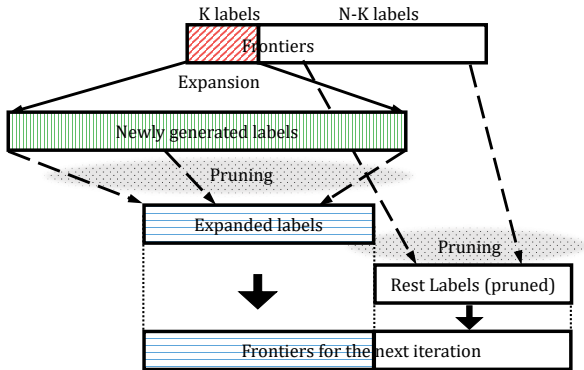 K labels
N-K labels
Frontiers
Expansion
Newly generated labels
Pruning
Expanded labels
Pruning
Rest Labels (pruned)
Frontiers for the next iteration